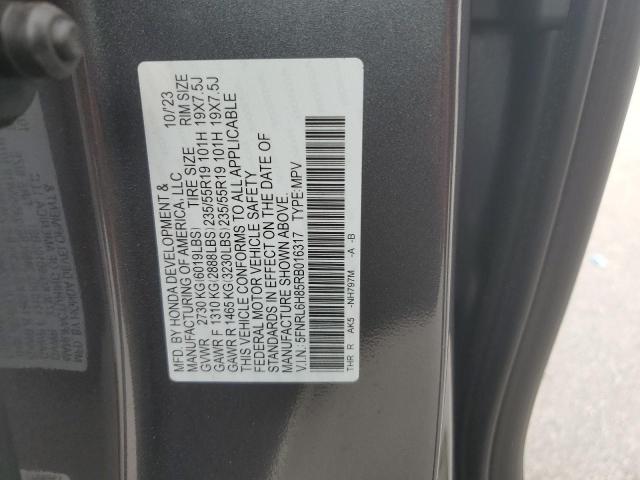 MFD. BY HONDA DEVELOPMENT & 10/'23
MANUFACTURING OF AMERICA, LLC
TIRE SIZE RIM SIZE
GVWR 2730 KG(6019LBS)
GAWR F 1310 KG(2888LBS) 235/55R19 101H 19X7.5J
GAWR R 1465 KG(3230LBS) 235/55R19 101H 19X7.5J
THIS VEHICLE CONFORMS TO ALL APPLICABLE
FEDERAL MOTOR VEHICLE SAFETY
STANDARDS IN EFFECT ON THE DATE OF
MANUFACTURE SHOWN ABOVE.
V.I.N.: 5FNRL6H85RB016317 TYPE:MPV
THR R AK5 -NH797M -A -B